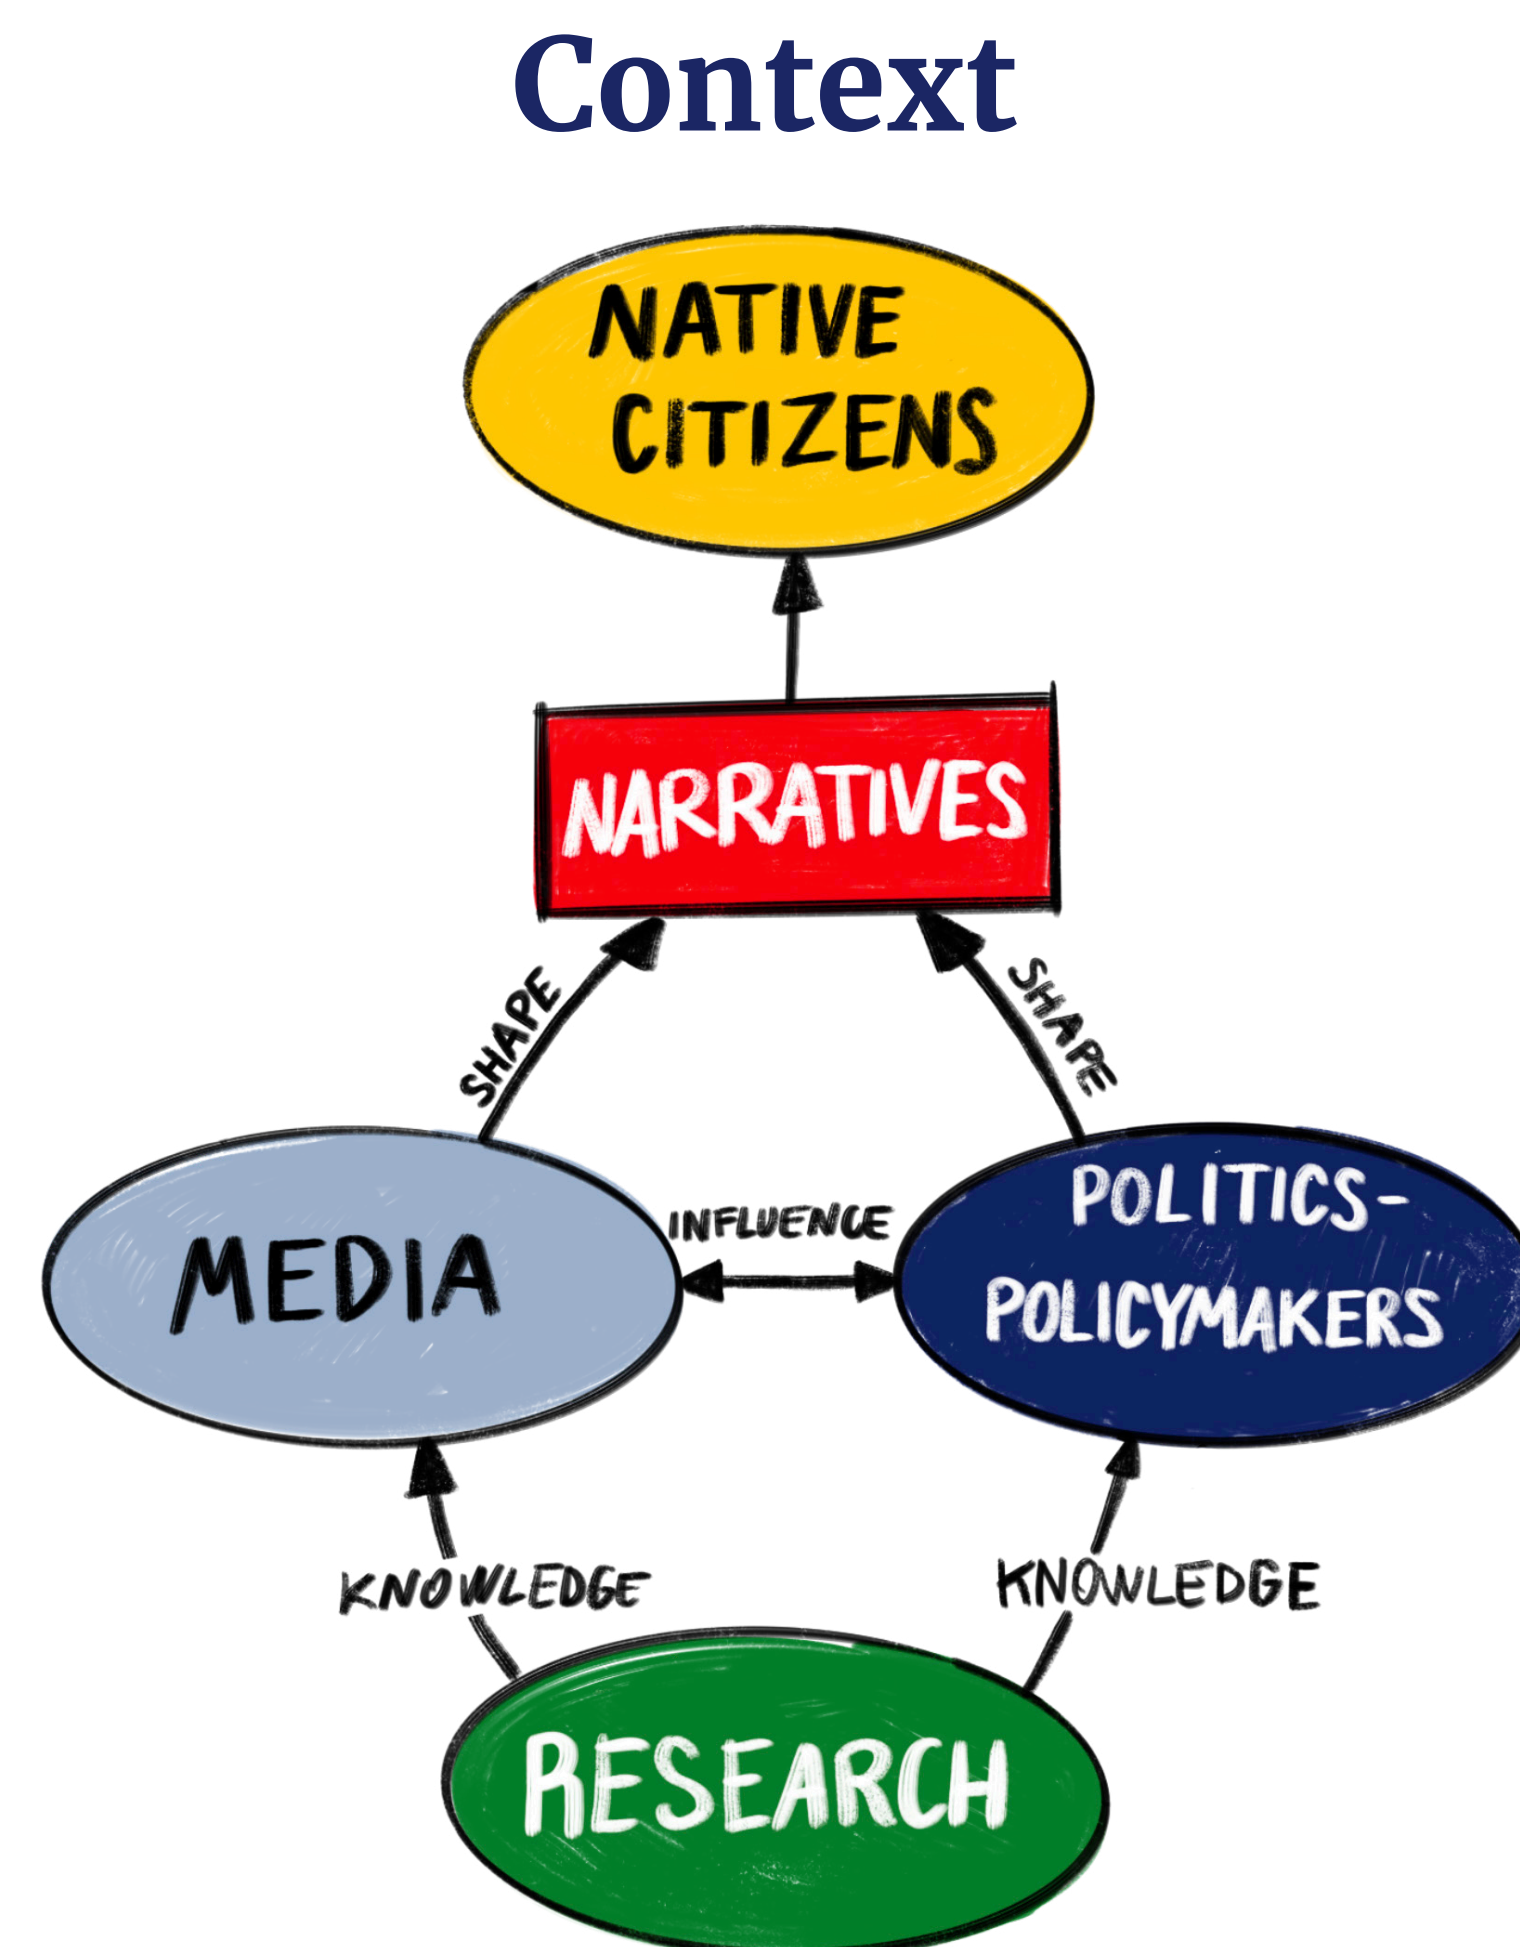 Context
NATIVE
CITIZENS
NARRATIVES
SHAPE
SHAPE
INFLUENCE
MEDIA
POLITICS-
POLICYMAKERS
KNOWLEDGE
KNOWLEDGE
RESEARCH